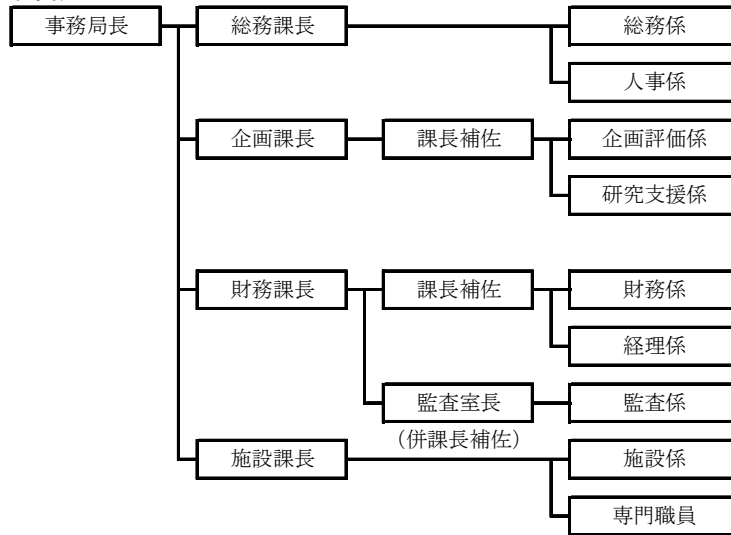 事務局長 総務課長 総務係
人事係
企画課長 課長補佐 企画評価係
研究支援係
財務課長 課長補佐 財務係
経理係
監査室長 監査係
(併課長補佐)
施設課長 施設係
専門職員